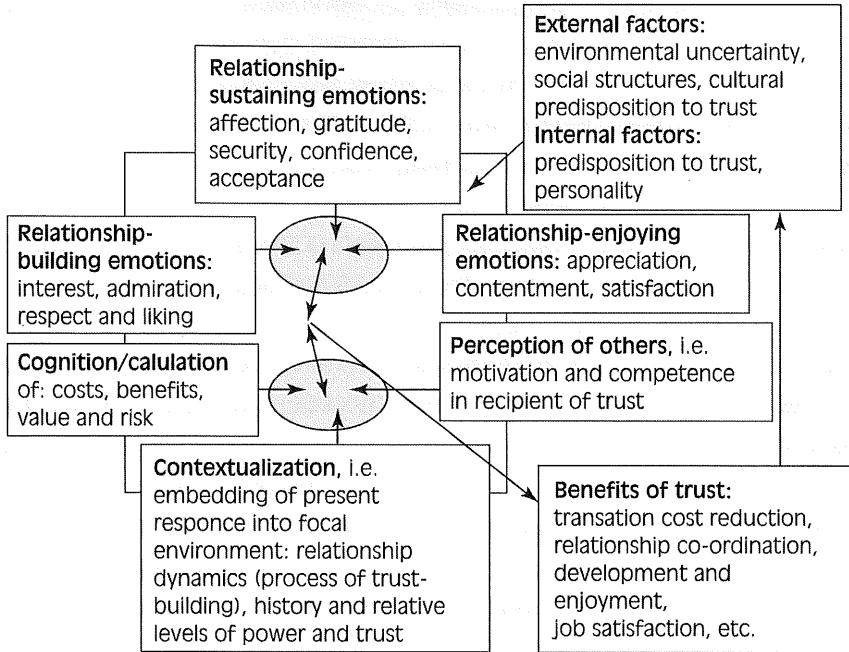 Relationship-
sustaining emotions:
affection, gratitude,
security, confidence,
acceptance
External factors:
environmental uncertainty,
social structures, cultural
predisposition to trust
Internal factors:
predisposition to trust,
personality
Relationship-
building emotions:
interest, admiration,
respect and liking
Relationship-enjoying
emotions: appreciation,
contentment, satisfaction
Cognition/calulation
of: costs, benefits,
value and risk
Perception of others, i.e.
motivation and competence
in recipient of trust
Contextualization, i.e.
embedding of present
responce into focal
environment: relationship
dynamics (process of trust-
building), history and relative
levels of power and trust
Benefits of trust:
transation cost reduction,
relationship co-ordination,
development and
enjoyment,
job satisfaction, etc.